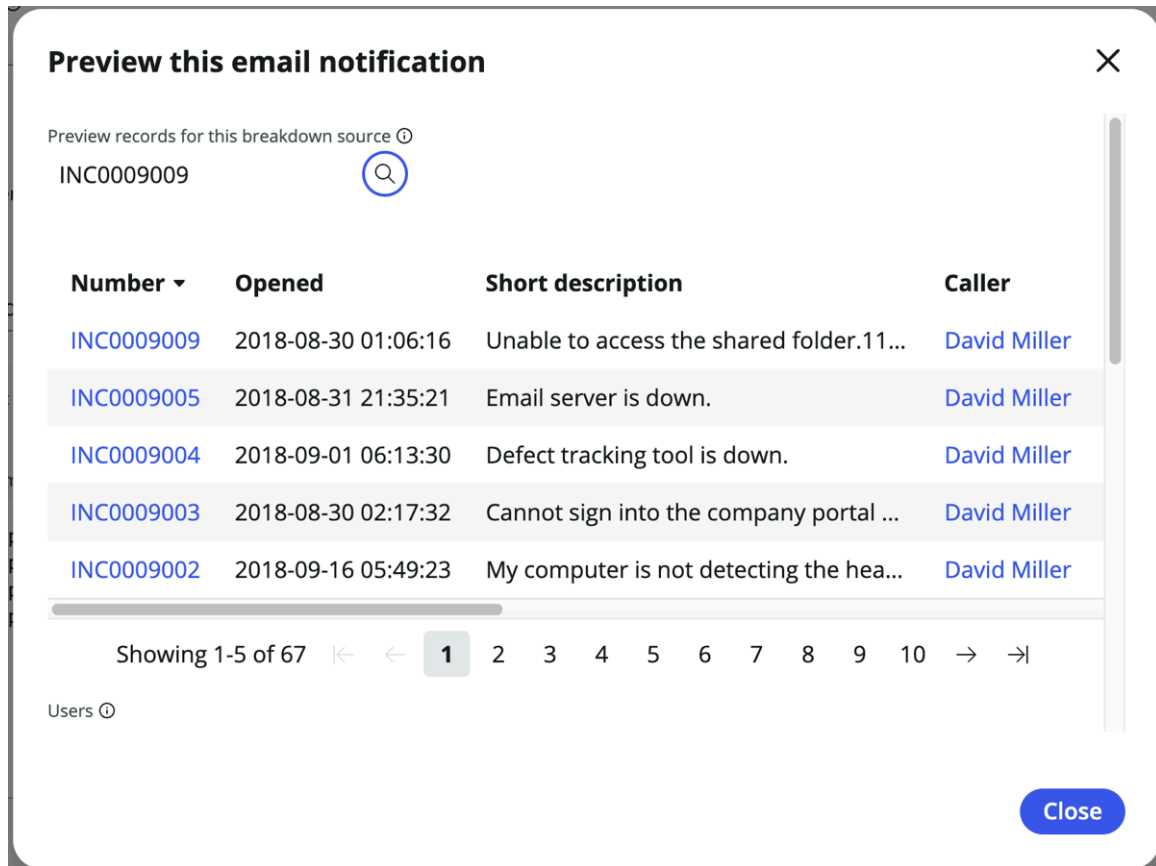 Preview this email notification
Preview records for this breakdown source
INC0009009
Number Opened Short description Caller
INC0009009 2018-08-30 01:06:16 Unable to access the shared folder.11... David Miller
INC0009005 2018-08-31 21:35:21 Email server is down. David Miller
INC0009004 2018-09-01 06:13:30 Defect tracking tool is down. David Miller
INC0009003 2018-08-30 02:17:32 Cannot sign into the company portal ... David Miller
INC0009002 2018-09-16 05:49:23 My computer is not detecting the hea... David Miller
Showing 1-5 of 67 1 2 3 4 5 6 7 8 9 10
Users
Close